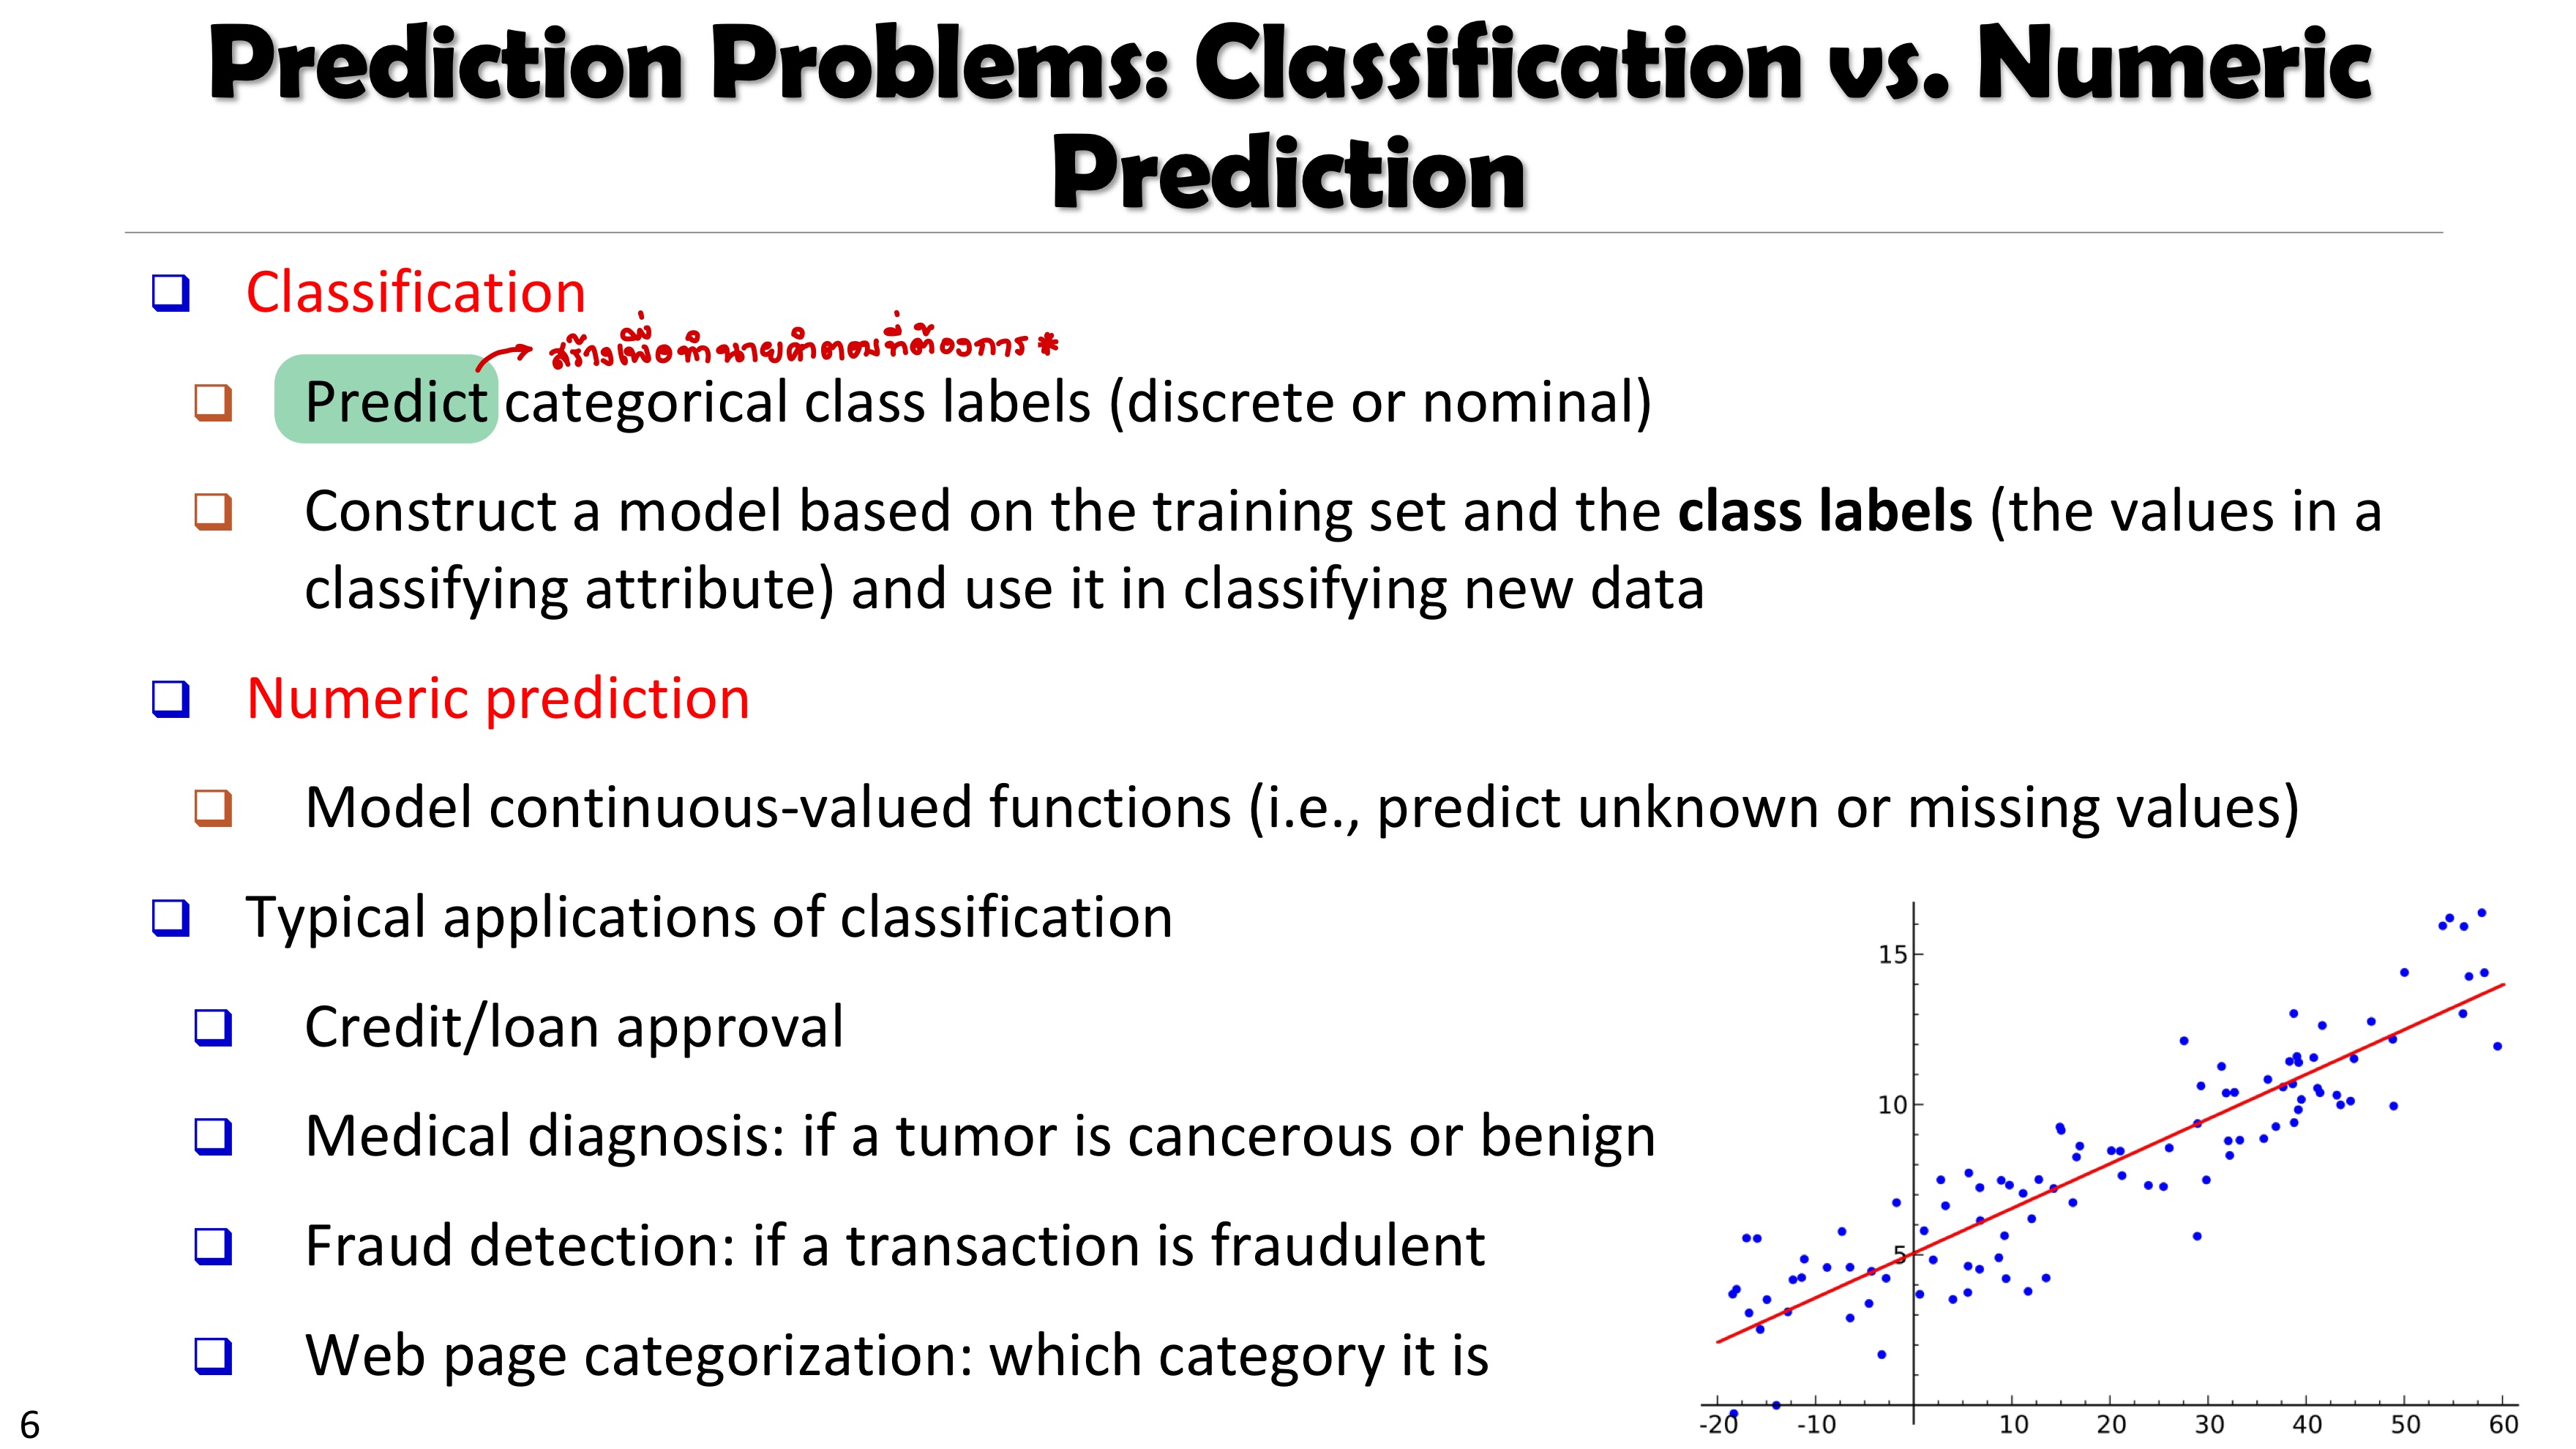 Prediction Problems: Classification vs. Numeric
Prediction
Classification
สร้างเพื่อทำนายคำตอบที่ต้องการ *
Predict categorical class labels (discrete or nominal)
Construct a model based on the training set and the class labels (the values in a
classifying attribute) and use it in classifying new data
Numeric prediction
Model continuous-valued functions (i.e., predict unknown or missing values)
Typical applications of classification
Credit/loan approval
Medical diagnosis: if a tumor is cancerous or benign
Fraud detection: if a transaction is fraudulent
Web page categorization: which category it is
15
10
5
-20 -10 10 20 30 40 50 60
6